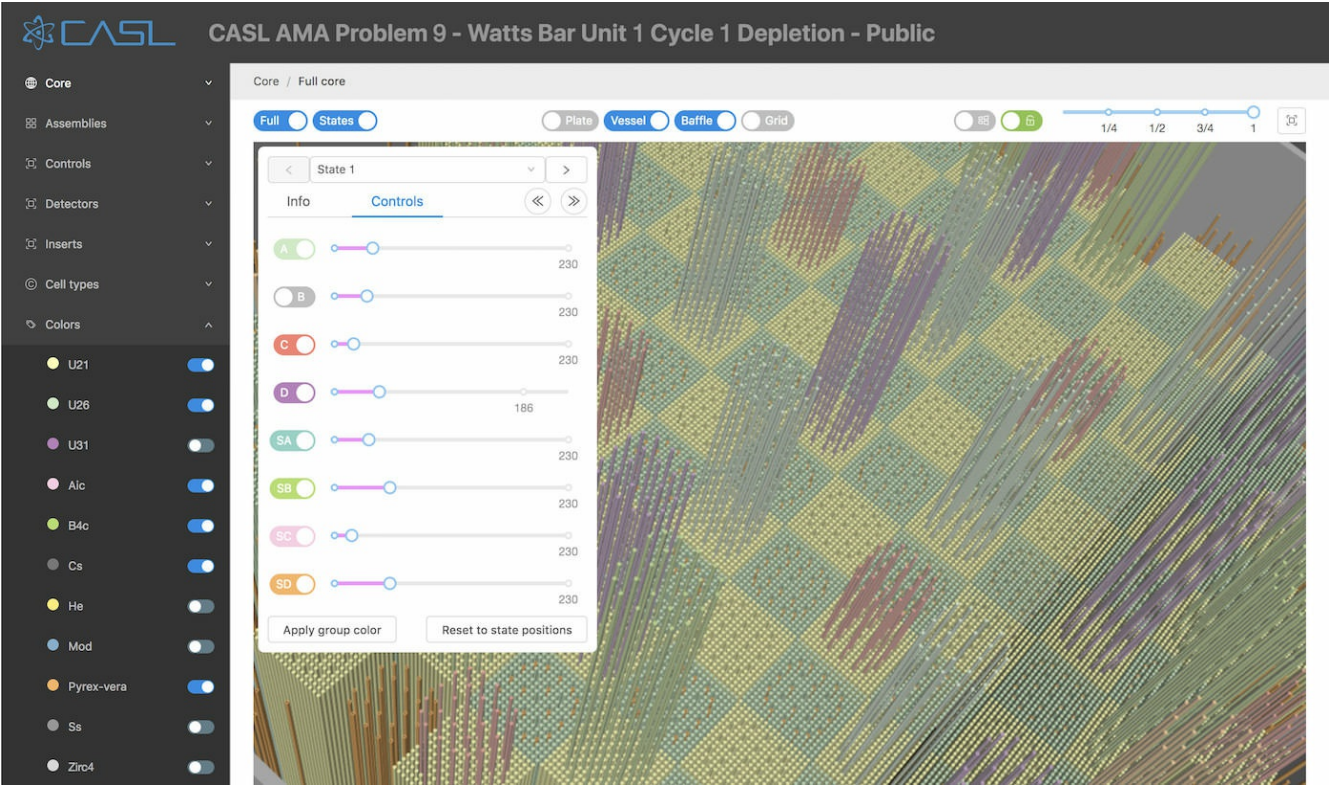 CASL
CASL AMA Problem 9 - Watts Bar Unit 1 Cycle 1 Depletion - Public
Core
Assemblies
Controls
Detectors
Inserts
Cell types
Colors
U21
U26
U31
Aic
B4c
Cs
He
Mod
Pyrex-vera
Ss
Zirc4
Core / Full core
Full States Plate Vessel Baffle Grid
1/4 1/2 3/4 1
State 1
Info Controls
A
230
B
230
C
230
D
186
SA
230
SB
230
SC
230
SD
230
Apply group color Reset to state positions